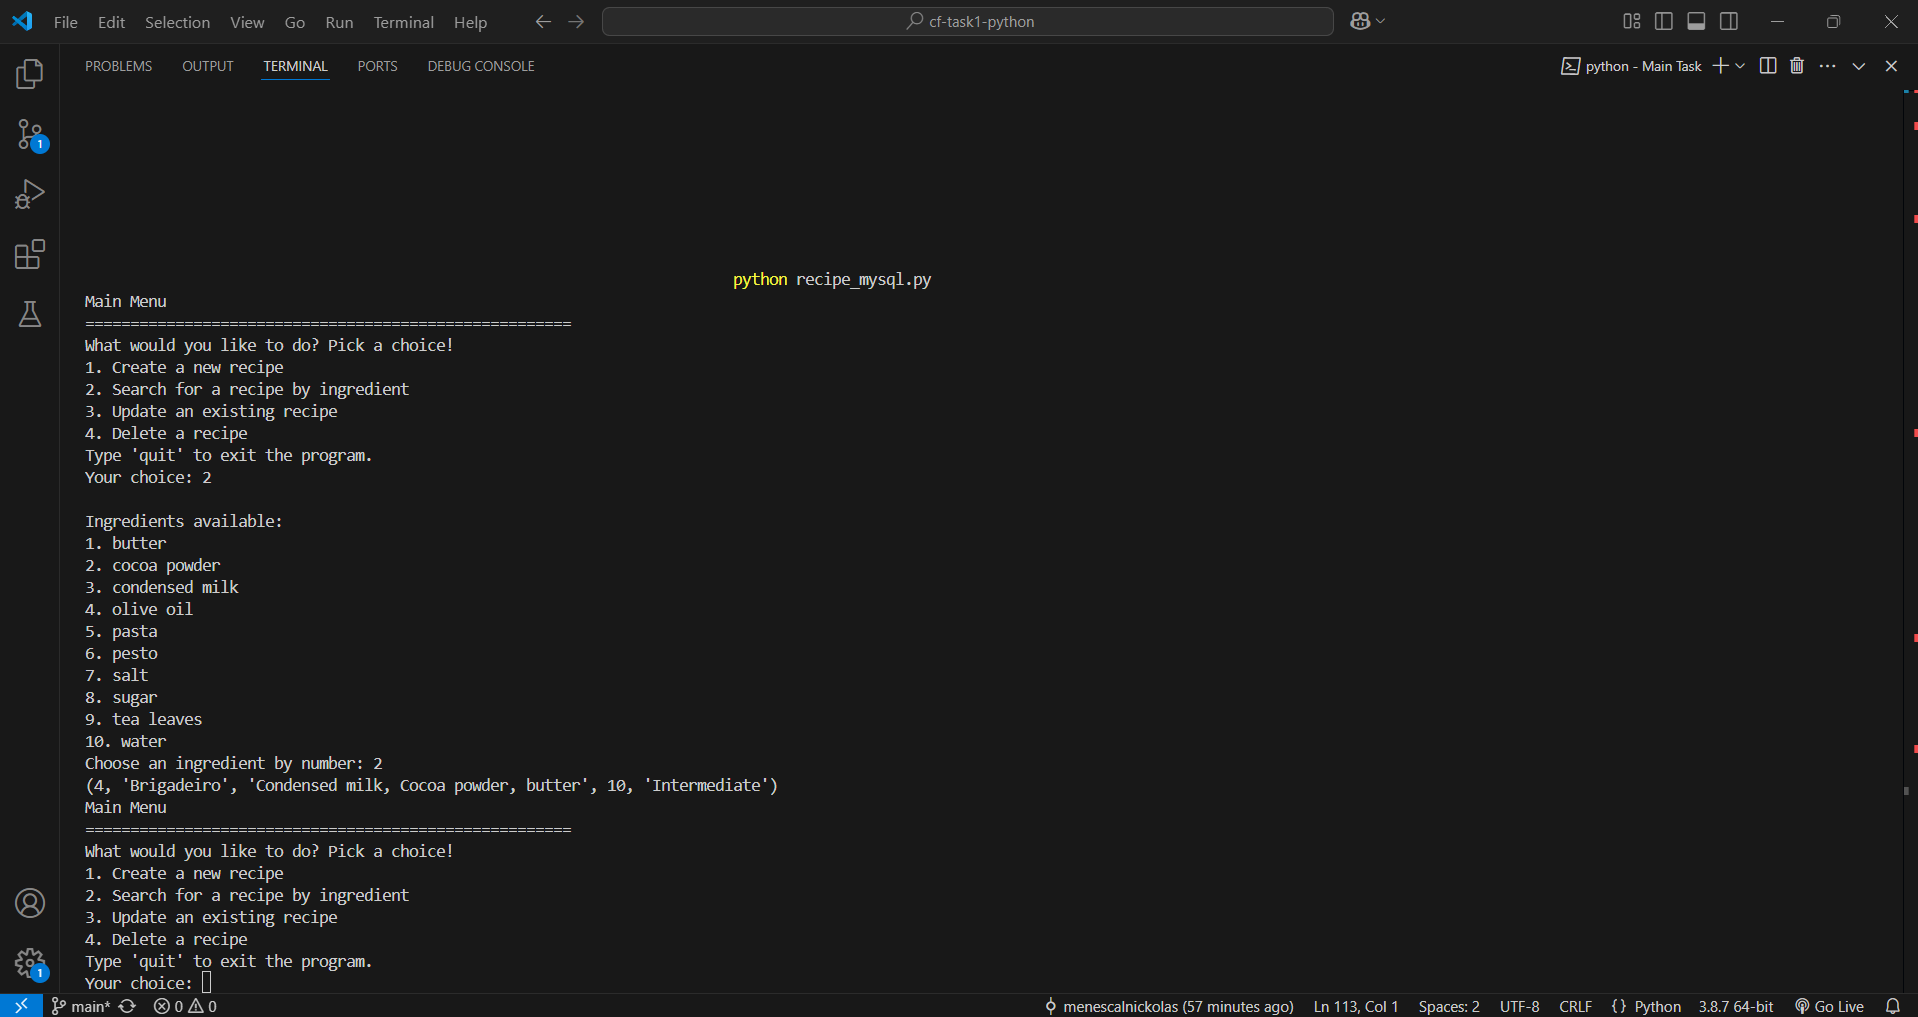 File Edit Selection View Go Run Terminal Help cf-task1-python
PROBLEMS OUTPUT TERMINAL PORTS DEBUG CONSOLE python - Main Task
1
python recipe_mysql.py
Main Menu
======================================================
What would you like to do? Pick a choice!
1. Create a new recipe
2. Search for a recipe by ingredient
3. Update an existing recipe
4. Delete a recipe
Type 'quit' to exit the program.
Your choice: 2
Ingredients available:
1. butter
2. cocoa powder
3. condensed milk
4. olive oil
5. pasta
6. pesto
7. salt
8. sugar
9. tea leaves
10. water
Choose an ingredient by number: 2
(4, 'Brigadeiro', 'Condensed milk, Cocoa powder, butter', 10, 'Intermediate')
Main Menu
======================================================
What would you like to do? Pick a choice!
1. Create a new recipe
2. Search for a recipe by ingredient
3. Update an existing recipe
4. Delete a recipe
Type 'quit' to exit the program.
1
Your choice:
main* 0 0 menescalnickolas (57 minutes ago) Ln 113, Col 1 Spaces: 2 UTF-8 CRLF {} Python 3.8.7 64-bit Go Live